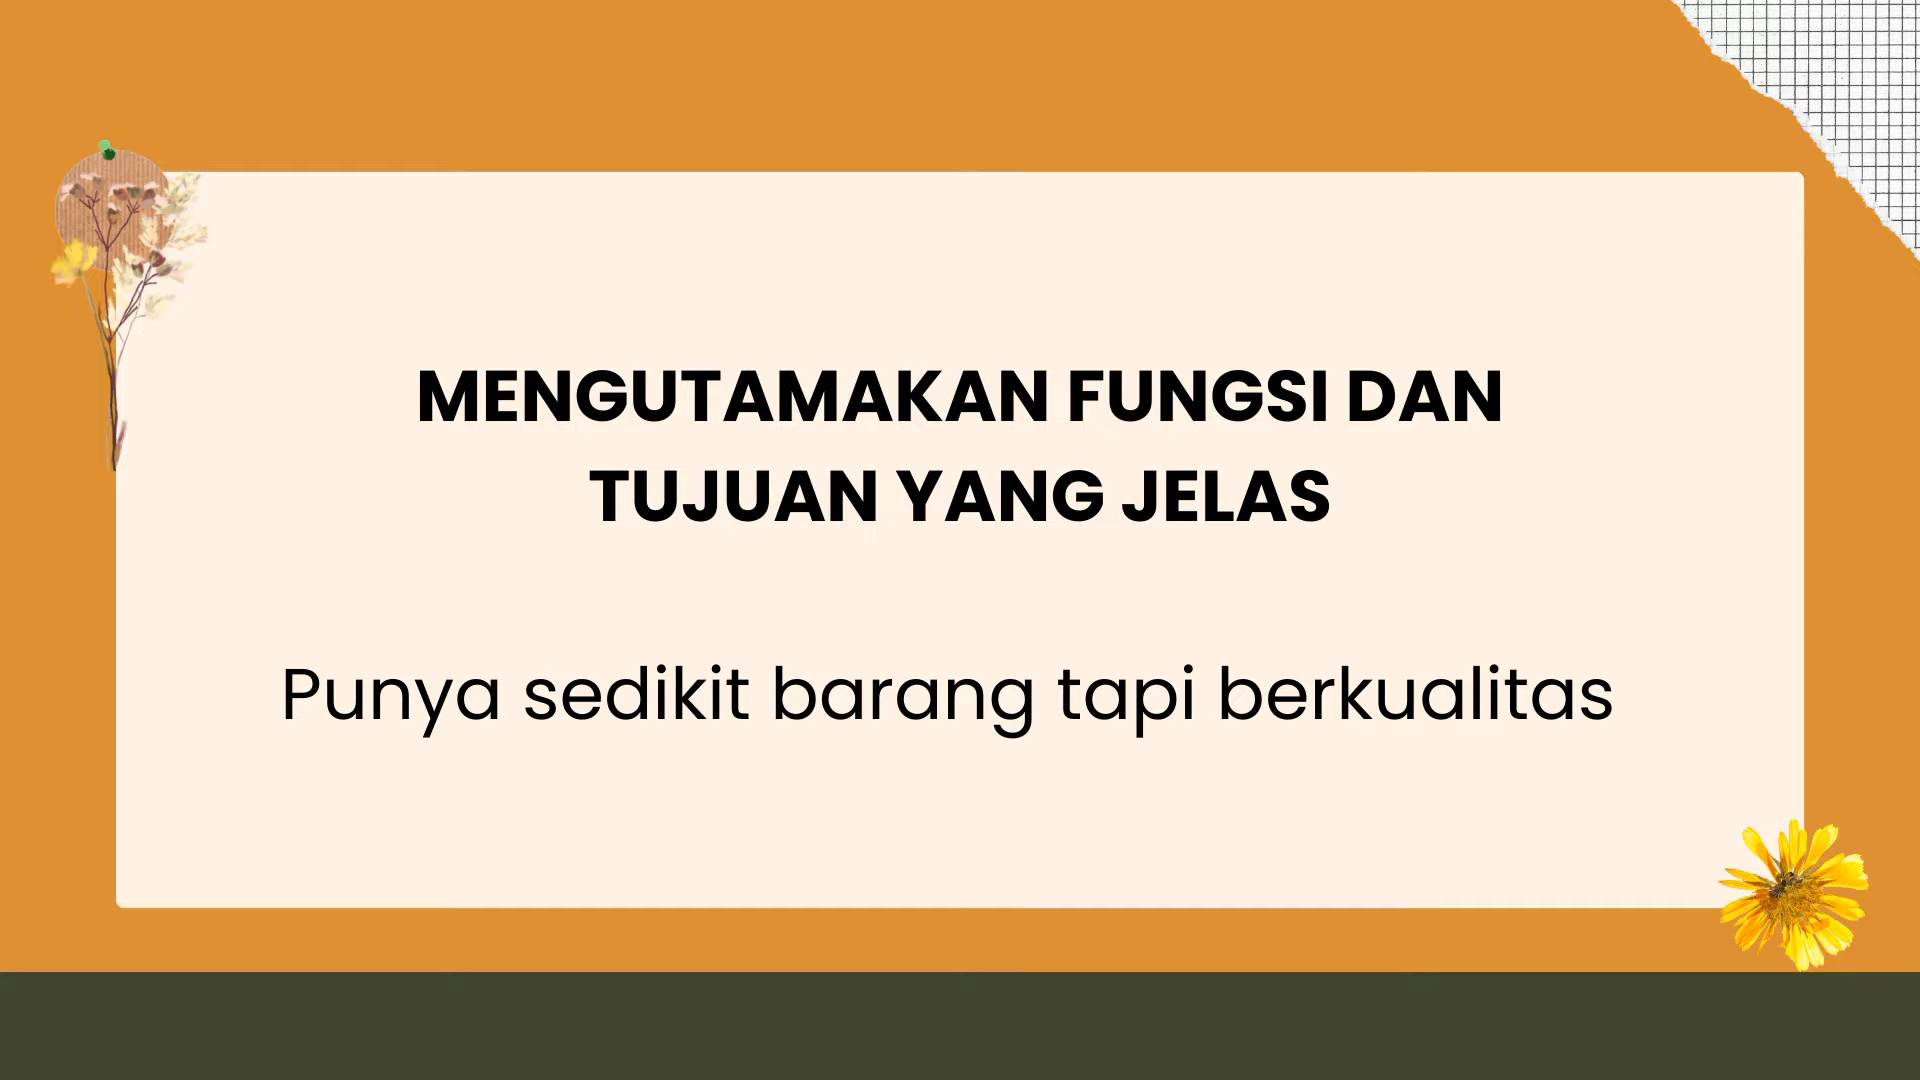 MENGUTAMAKAN FUNGSI DAN
TUJUAN YANG JELAS
Punya sedikit barang tapi berkualitas